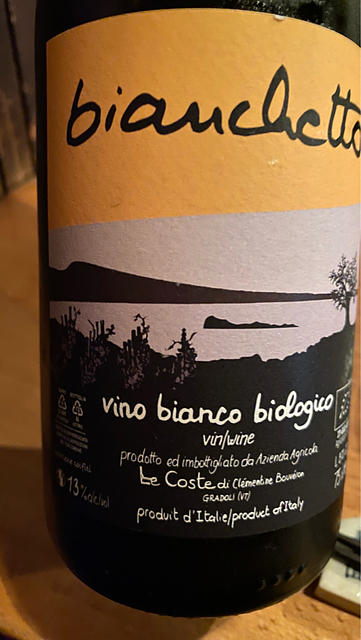 bianchetto
vino bianco biologico
vin/wine
prodotto ed imbottigliato da Azienda Agricola
Le Coste di Clémentine Bouvéron
GRADOLI (VT)
13% alc/vol
produit d'Italie/product of Italy